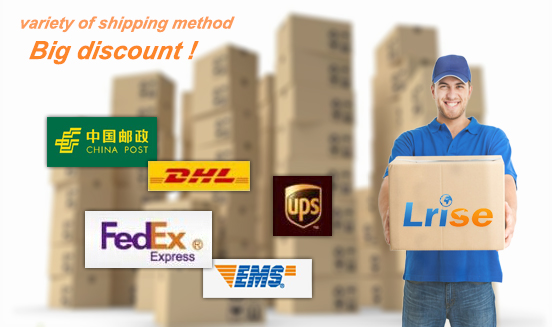 variety of shipping method
Big discount !
中国邮政
CHINA POST
DHL
ups
FedEx ®
Express
EMS
Lrise